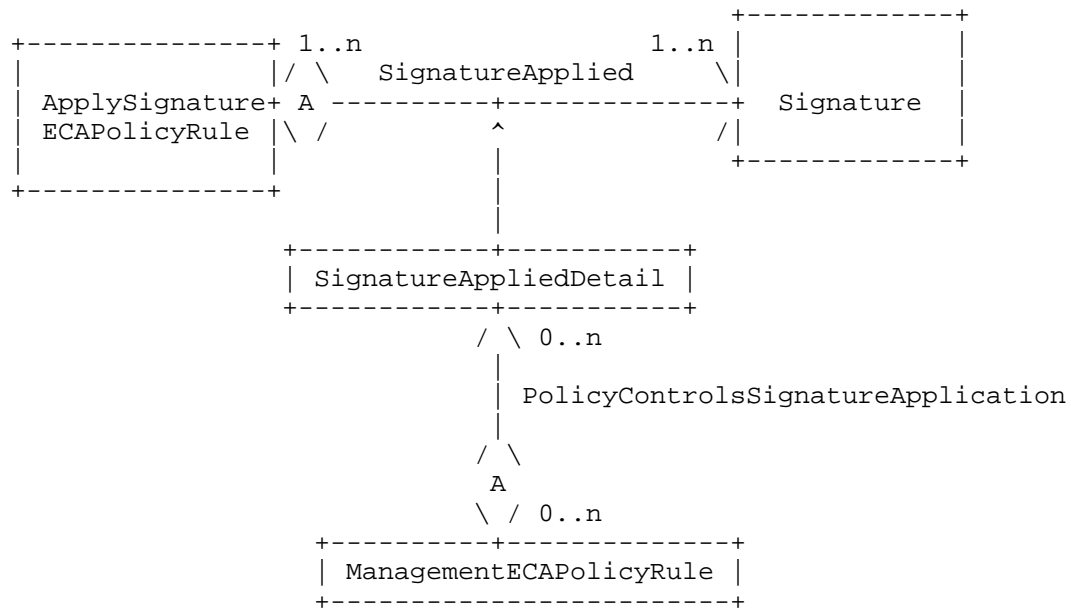 1..n 1..n
SignatureApplied
ApplySignature A Signature
ECAPolicyRule
SignatureAppliedDetail
0..n
PolicyControlsSignatureApplication
A
0..n
ManagementECAPolicyRule